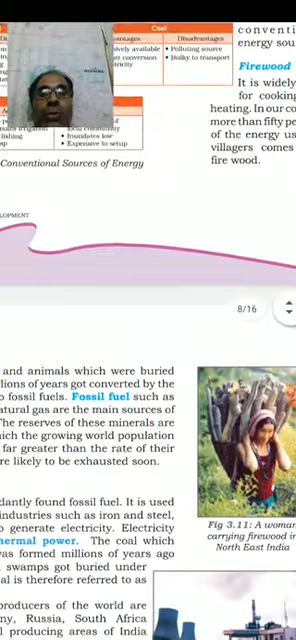 Coal
Disadvantages
• Polluting source
• Bulky to transport
local community
• Inundates low
• Expensive to setup
Conventional Sources of Energy
energy sou
Firewood
It is widely
for cooking
heating. In our co
more than fifty pe
of the energy us
villagers comes
fire wood.
LOPMENT
8/16
and animals which were buried
lions of years got converted by the
o fossil fuels. Fossil fuel such as
atural gas are the main sources of
The reserves of these minerals are
hich the growing world population
far greater than the rate of their
re likely to be exhausted soon.
dantly found fossil fuel. It is used
industries such as iron and steel,
o generate electricity. Electricity
hermal power. The coal which
was formed millions of years ago
swamps got buried under
al is therefore referred to as
producers of the world are
ny, Russia, South Africa
l producing areas of India
Fig 3.11: A woman
carrying firewood in
North East India